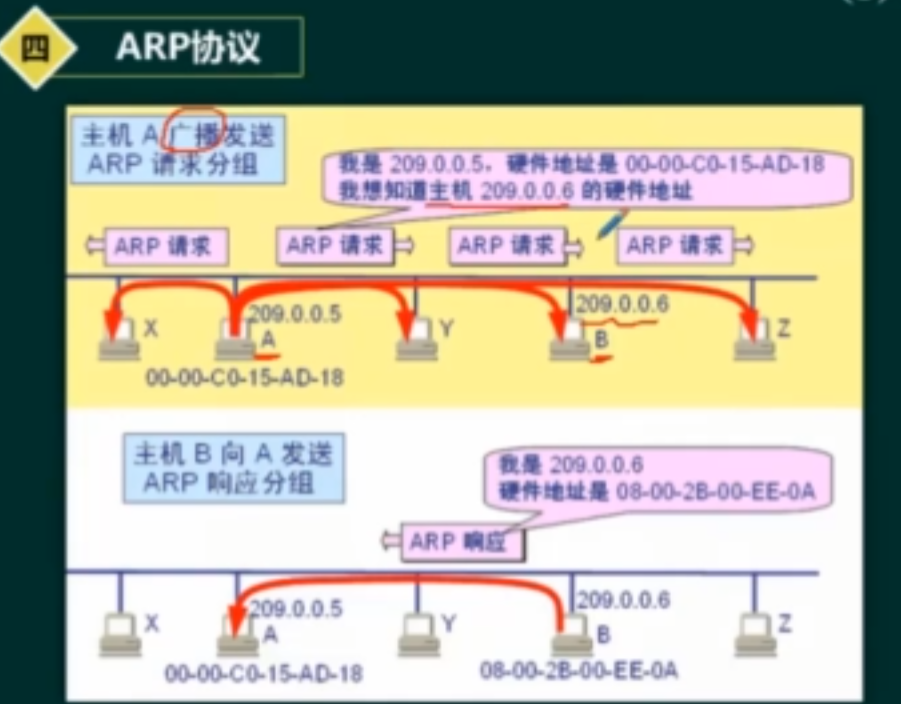 四
ARP协议
主机 A 广播发送
ARP 请求分组
我是 209.0.0.5，硬件地址是 00-00-C0-15-AD-18
我想知道主机 209.0.0.6 的硬件地址
ARP 请求
ARP 请求
ARP 请求
ARP 请求
209.0.0.5
209.0.0.6
X
A
Y
B
Z
00-00-C0-15-AD-18
主机 B 向 A 发送
ARP 响应分组
我是 209.0.0.6
硬件地址是 08-00-2B-00-EE-0A
ARP 响应
209.0.0.5
209.0.0.6
X
A
Y
B
Z
00-00-C0-15-AD-18
08-00-2B-00-EE-0A